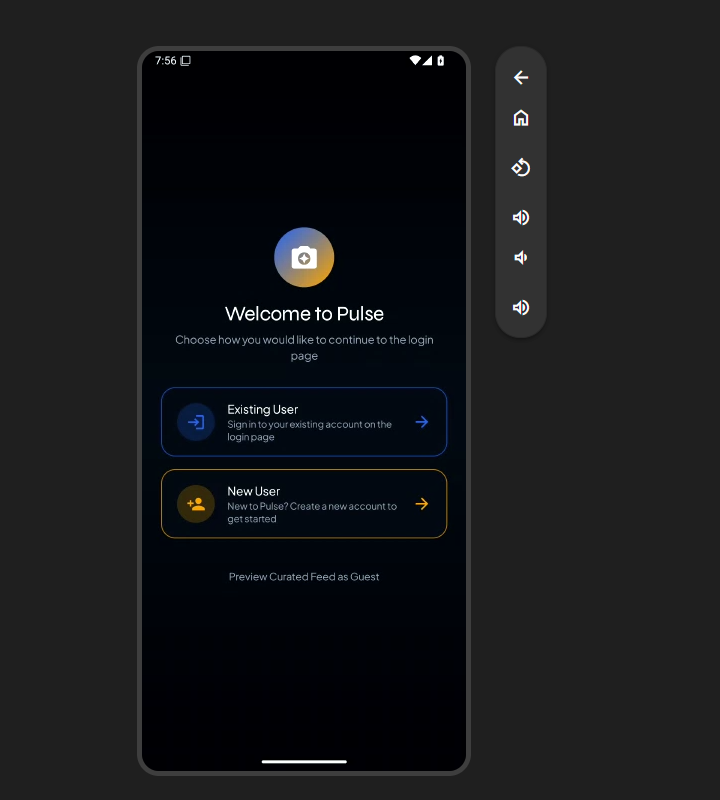 7:56
Welcome to Pulse
Choose how you would like to continue to the login
page
Existing User
Sign in to your existing account on the
login page
New User
New to Pulse? Create a new account to
get started
Preview Curated Feed as Guest